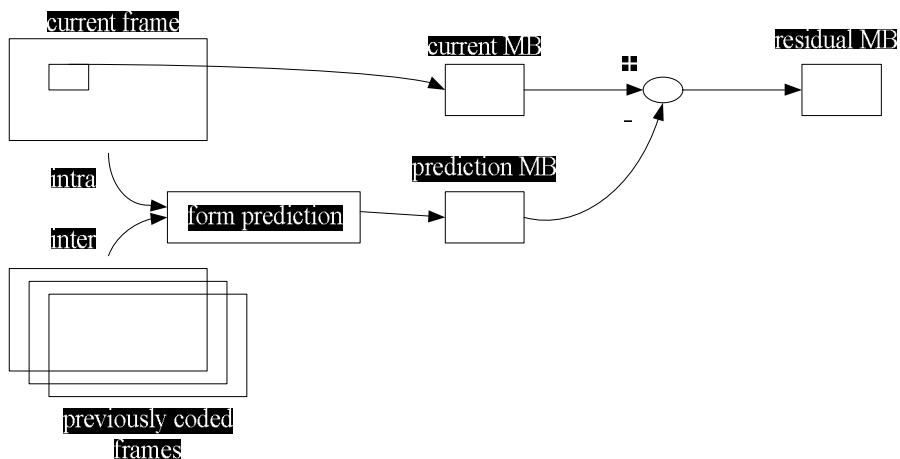 current frame
current MB
residual MB
+
-
intra
prediction MB
form prediction
inter
previously coded
frames